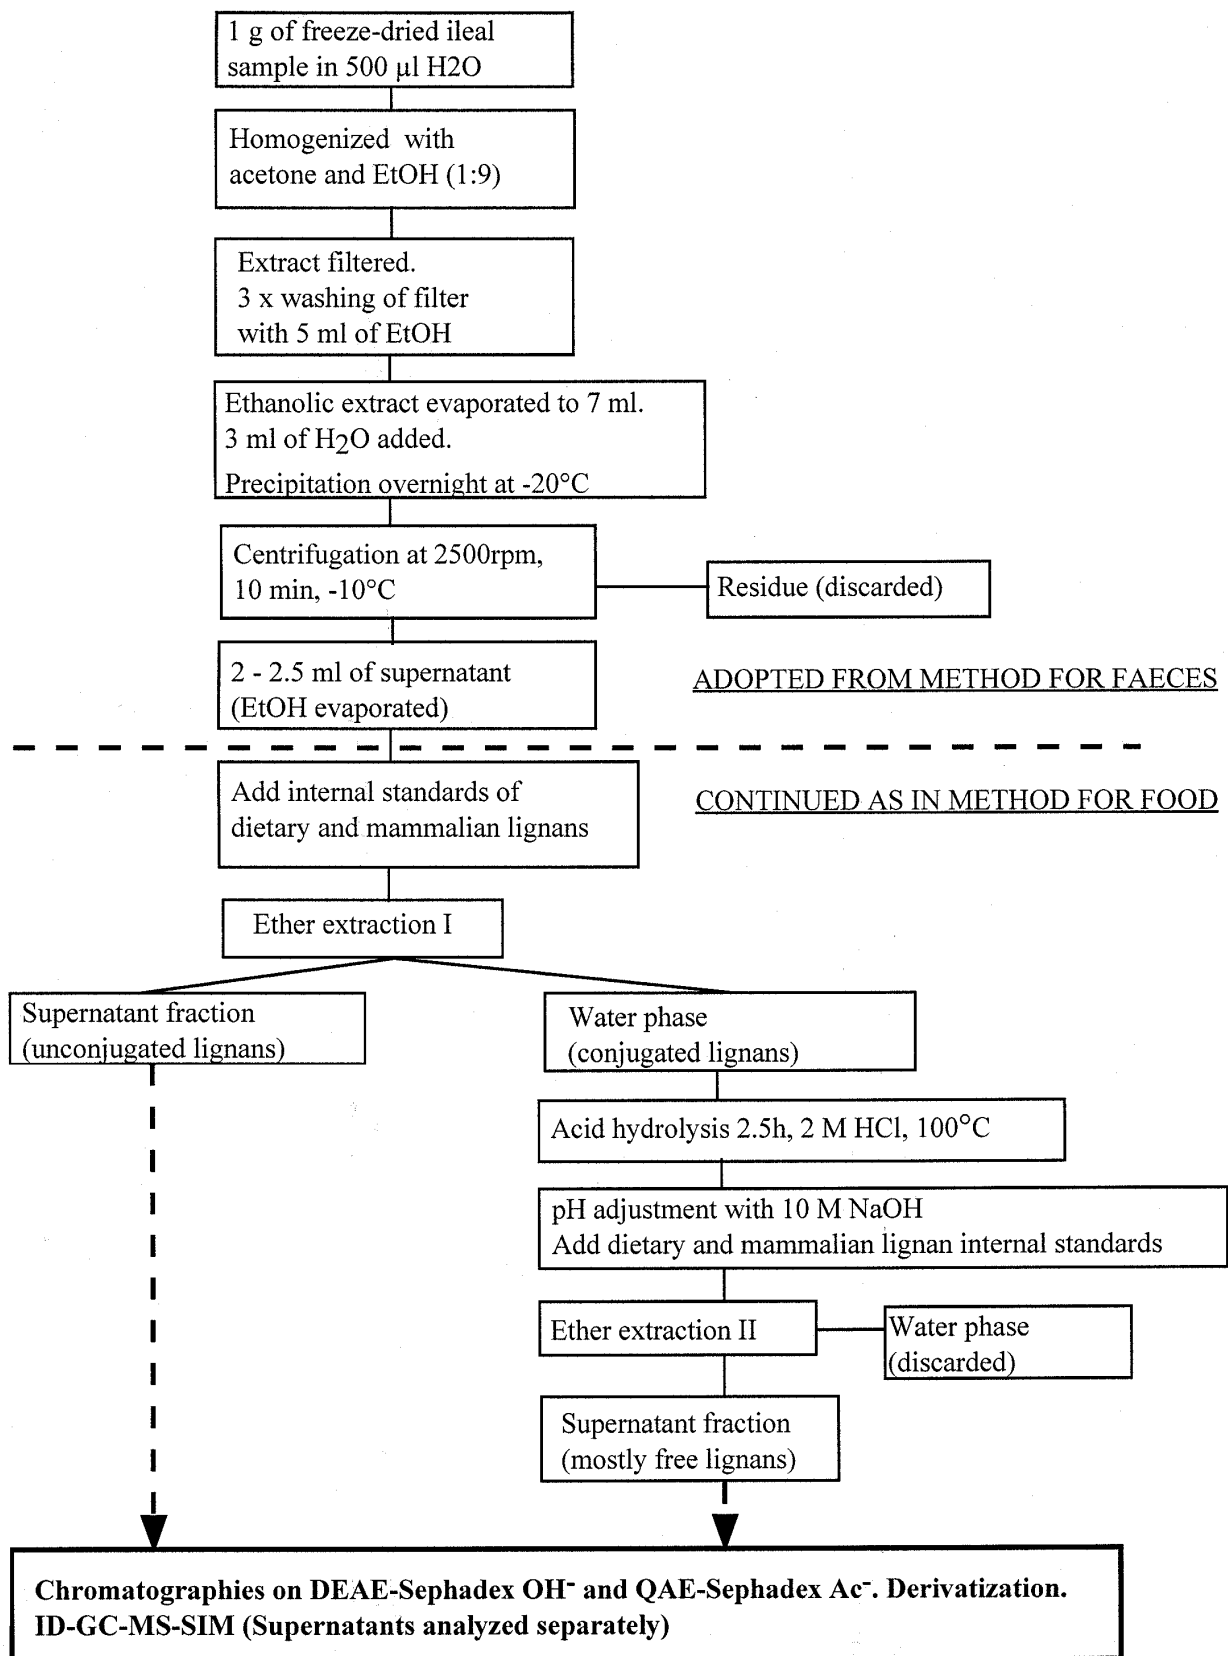 1 g of freeze-dried ileal
sample in 500 µl H2O
Homogenized with
acetone and EtOH (1:9)
Extract filtered.
3 x washing of filter
with 5 ml of EtOH
Ethanolic extract evaporated to 7 ml.
3 ml of H2O added.
Precipitation overnight at -20°C
Centrifugation at 2500rpm,
10 min, -10°C
Residue (discarded)
2 - 2.5 ml of supernatant
(EtOH evaporated)
ADOPTED FROM METHOD FOR FAECES
Add internal standards of
dietary and mammalian lignans
CONTINUED AS IN METHOD FOR FOOD
Ether extraction I
Supernatant fraction
(unconjugated lignans)
Water phase
(conjugated lignans)
Acid hydrolysis 2.5h, 2 M HCl, 100°C
pH adjustment with 10 M NaOH
Add dietary and mammalian lignan internal standards
Ether extraction II
Water phase
(discarded)
Supernatant fraction
(mostly free lignans)
Chromatographies on DEAE-Sephadex OH⁻ and QAE-Sephadex Ac⁻. Derivatization.
ID-GC-MS-SIM (Supernatants analyzed separately)